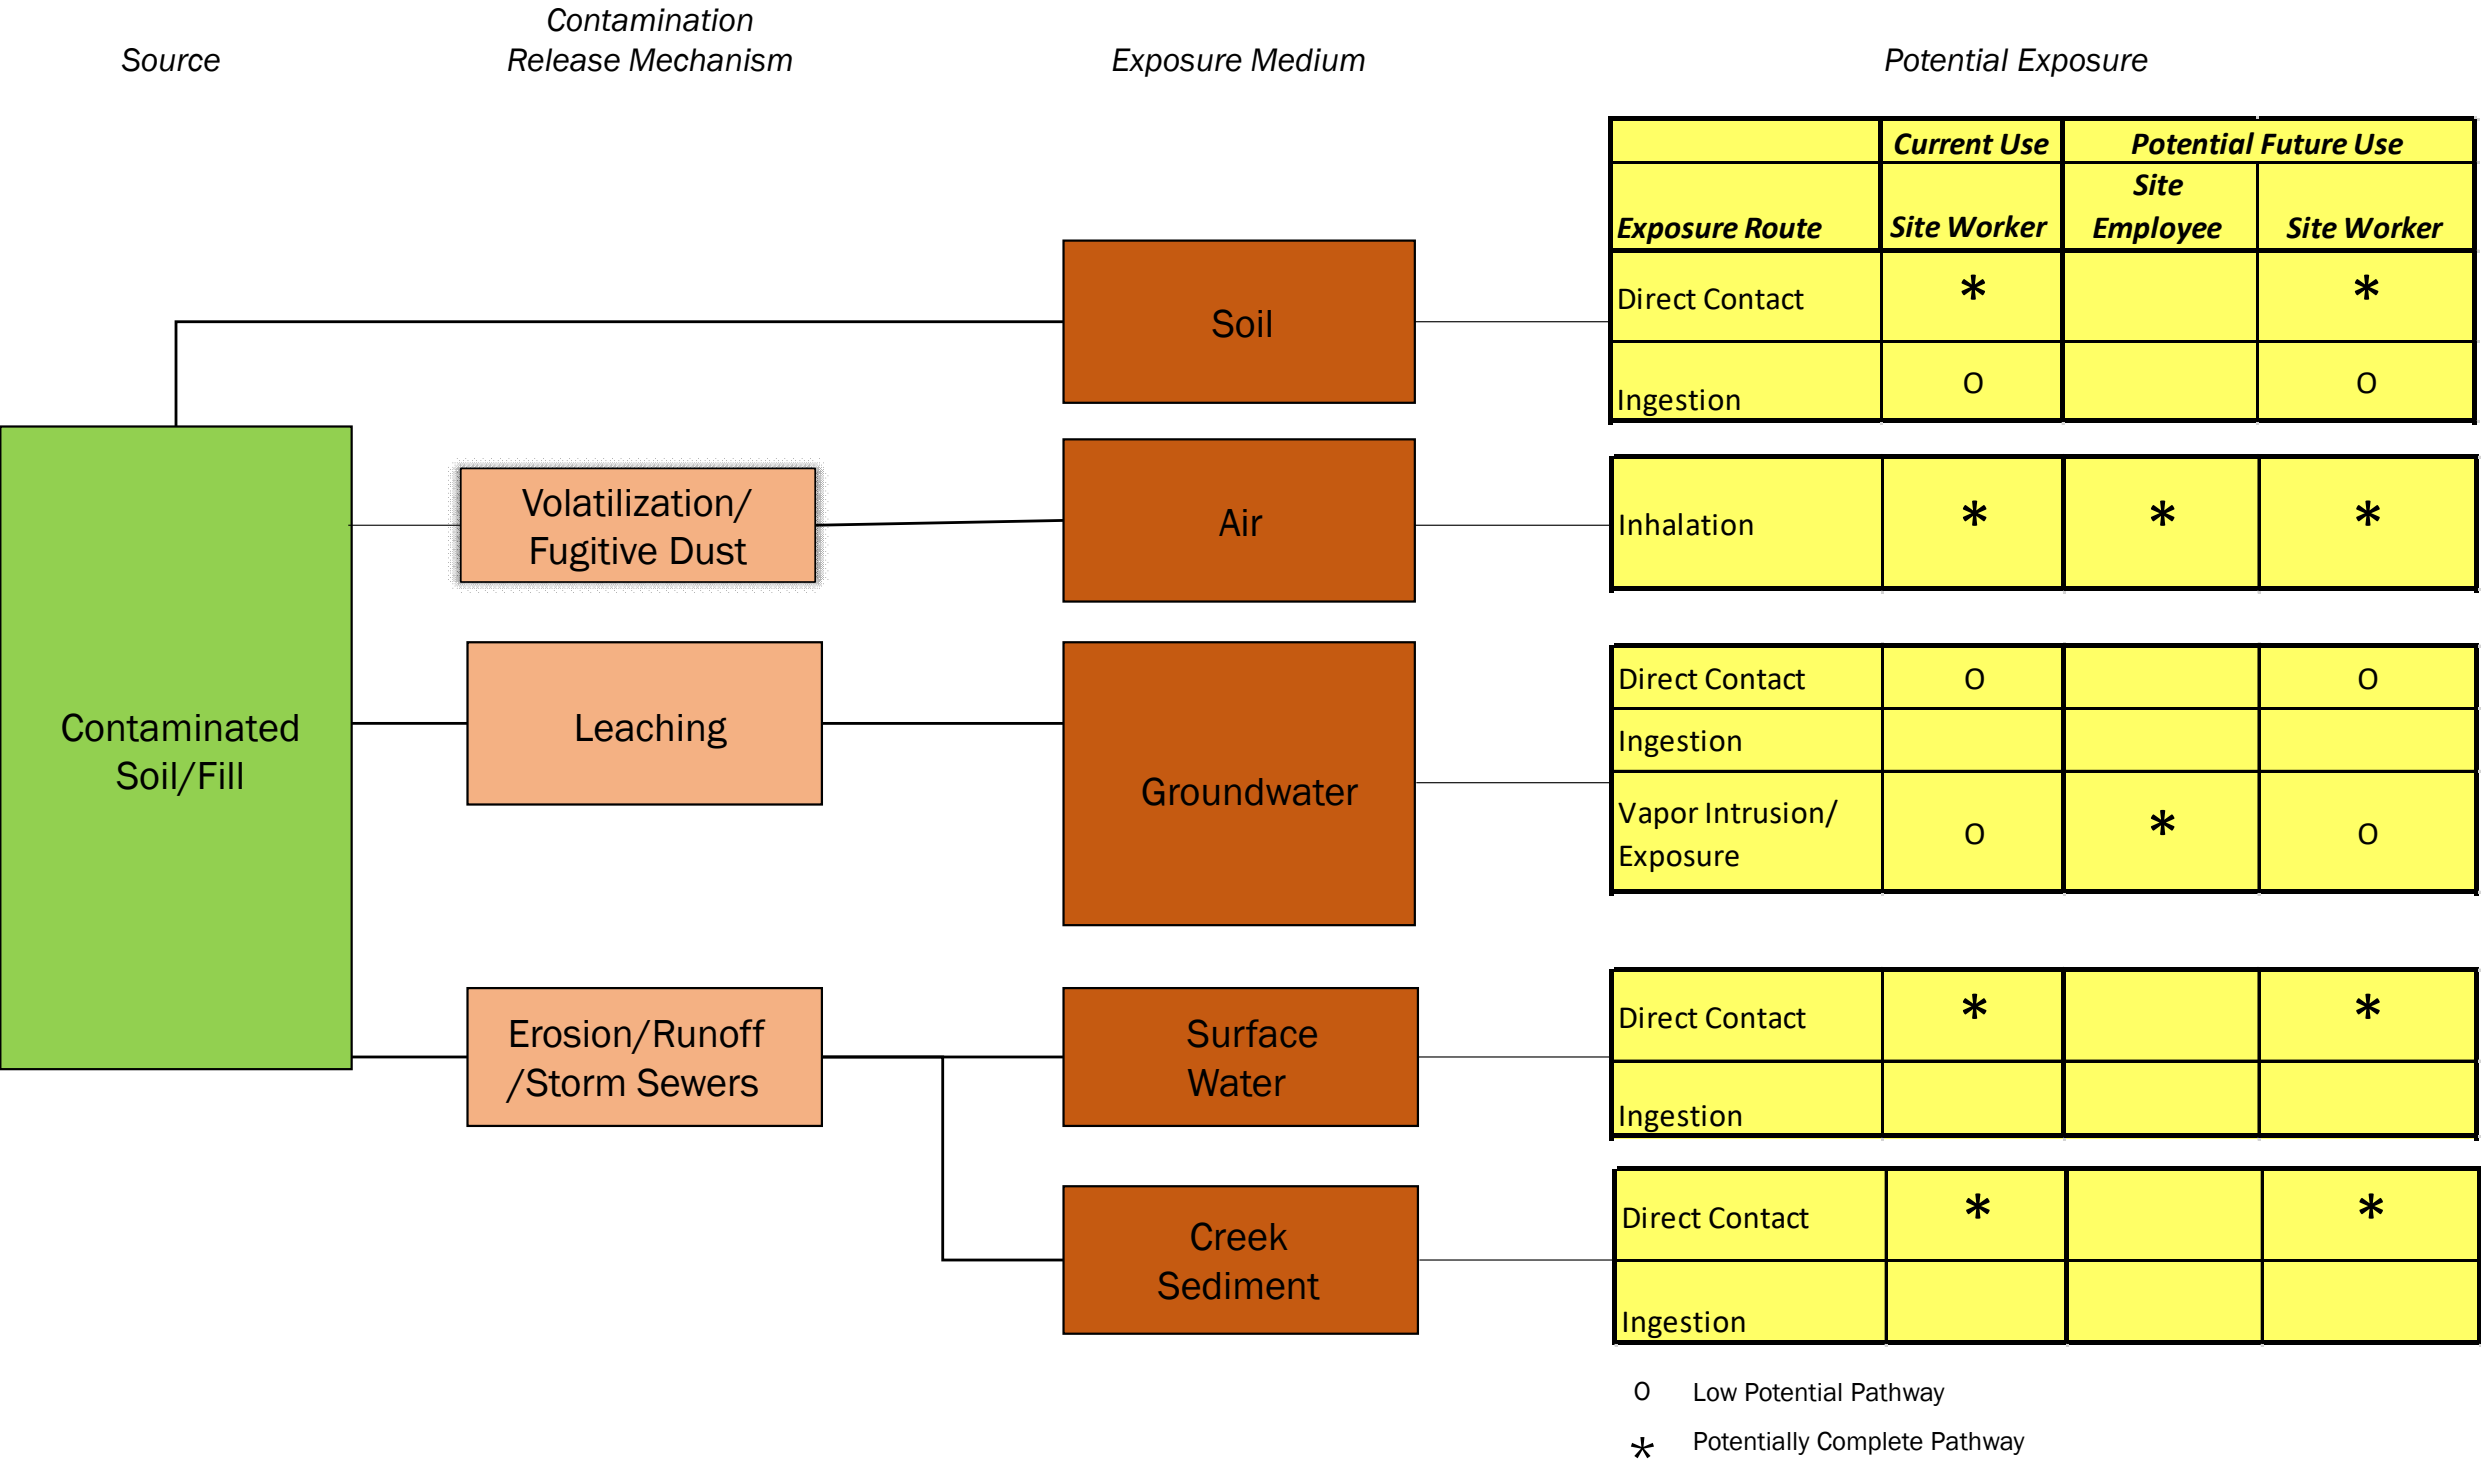 Source
Contamination
Release Mechanism
Exposure Medium
Potential Exposure
Current Use
Potential Future Use
Exposure Route
Site Worker
Site
Employee
Site Worker
Soil
Direct Contact
*
*
Ingestion
O
O
Contaminated
Soil/Fill
Volatilization/
Fugitive Dust
Air
Inhalation
*
*
*
Leaching
Groundwater
Direct Contact
O
O
Ingestion
Vapor Intrusion/
Exposure
O
*
O
Erosion/Runoff
/Storm Sewers
Surface
Water
Direct Contact
*
*
Ingestion
Creek
Sediment
Direct Contact
*
*
Ingestion
O Low Potential Pathway
* Potentially Complete Pathway